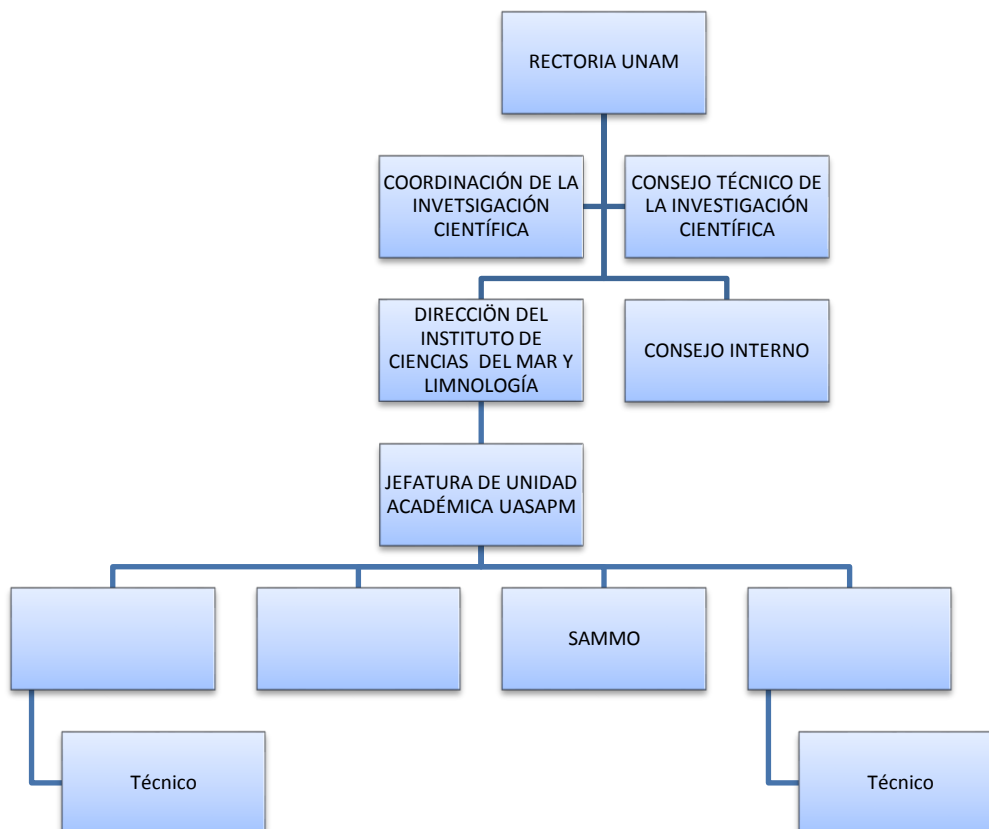 RECTORIA UNAM
COORDINACIÓN DE LA
INVETSIGACIÓN
CIENTÍFICA
CONSEJO TÉCNICO DE
LA INVESTIGACIÓN
CIENTÍFICA
DIRECCIÖN DEL
INSTITUTO DE
CIENCIAS DEL MAR Y
LIMNOLOGÍA
CONSEJO INTERNO
JEFATURA DE UNIDAD
ACADÉMICA UASAPM
SAMMO
Técnico
Técnico